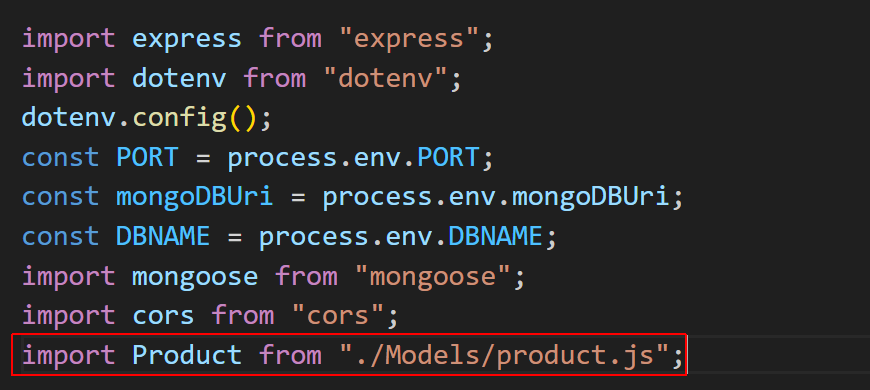 import express from "express";
import dotenv from "dotenv";
dotenv.config();
const PORT = process.env.PORT;
const mongoDBUri = process.env.mongoDBUri;
const DBNAME = process.env.DBNAME;
import mongoose from "mongoose";
import cors from "cors";
import Product from "./Models/product.js";